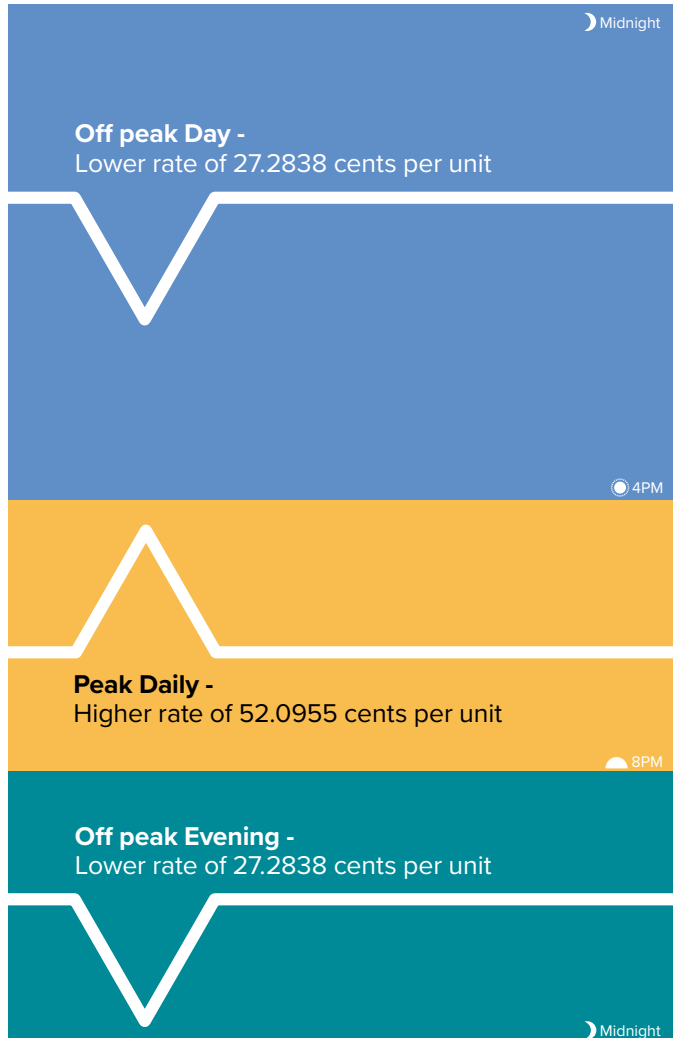 Midnight
Off peak Day -
Lower rate of 27.2838 cents per unit
4PM
Peak Daily -
Higher rate of 52.0955 cents per unit
8PM
Off peak Evening -
Lower rate of 27.2838 cents per unit
Midnight